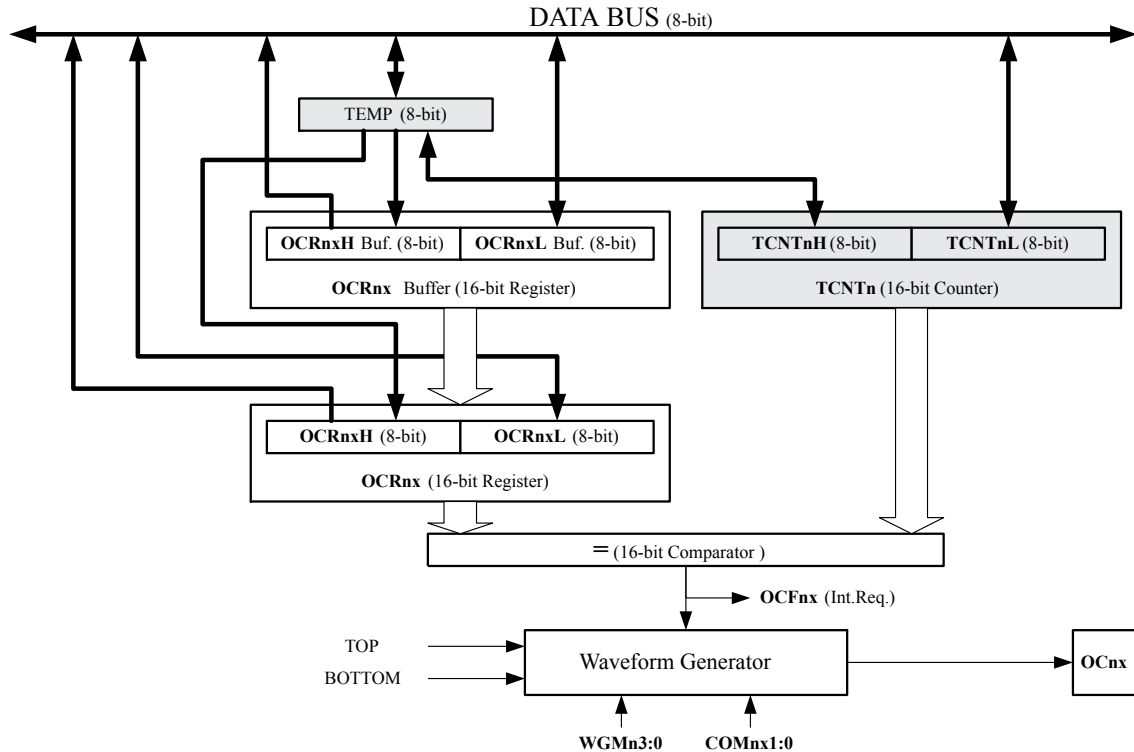 DATA BUS (8-bit)
TEMP (8-bit)
OCRnxH Buf. (8-bit) OCRnxL Buf. (8-bit)
OCRnx Buffer (16-bit Register)
TCNTnH (8-bit) TCNTnL (8-bit)
TCNTn (16-bit Counter)
OCRnxH (8-bit) OCRnxL (8-bit)
OCRnx (16-bit Register)
= (16-bit Comparator )
OCFnx (Int.Req.)
TOP
BOTTOM
Waveform Generator
OCnx
WGMn3:0 COMnx1:0